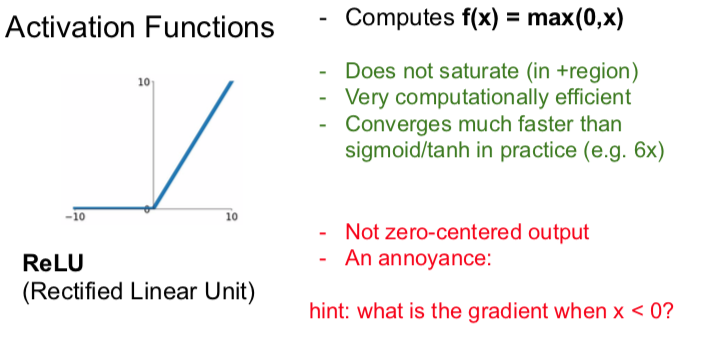 Activation Functions
- Computes f(x) = max(0,x)
- Does not saturate (in +region)
- Very computationally efficient
- Converges much faster than
sigmoid/tanh in practice (e.g. 6x)
10
0
-10
10
- Not zero-centered output
- An annoyance:
ReLU
(Rectified Linear Unit)
hint: what is the gradient when x < 0?